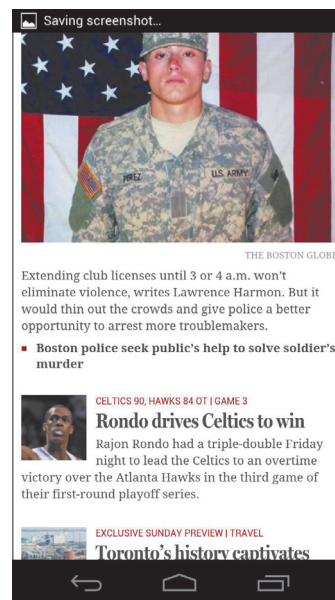 Saving screenshot...
U.S. ARMY
THE BOSTON GLOBE
Extending club licenses until 3 or 4 a.m. won't
eliminate violence, writes Lawrence Harmon. But it
would thin out the crowds and give police a better
opportunity to arrest more troublemakers.
Boston police seek public's help to solve soldier's
murder
CELTICS 90, HAWKS 84 OT | GAME 3
Rondo drives Celtics to win
Rajon Rondo had a triple-double Friday
night to lead the Celtics to an overtime
victory over the Atlanta Hawks in the third game of
their first-round playoff series.
EXCLUSIVE SUNDAY PREVIEW | TRAVEL
Toronto's history captivates